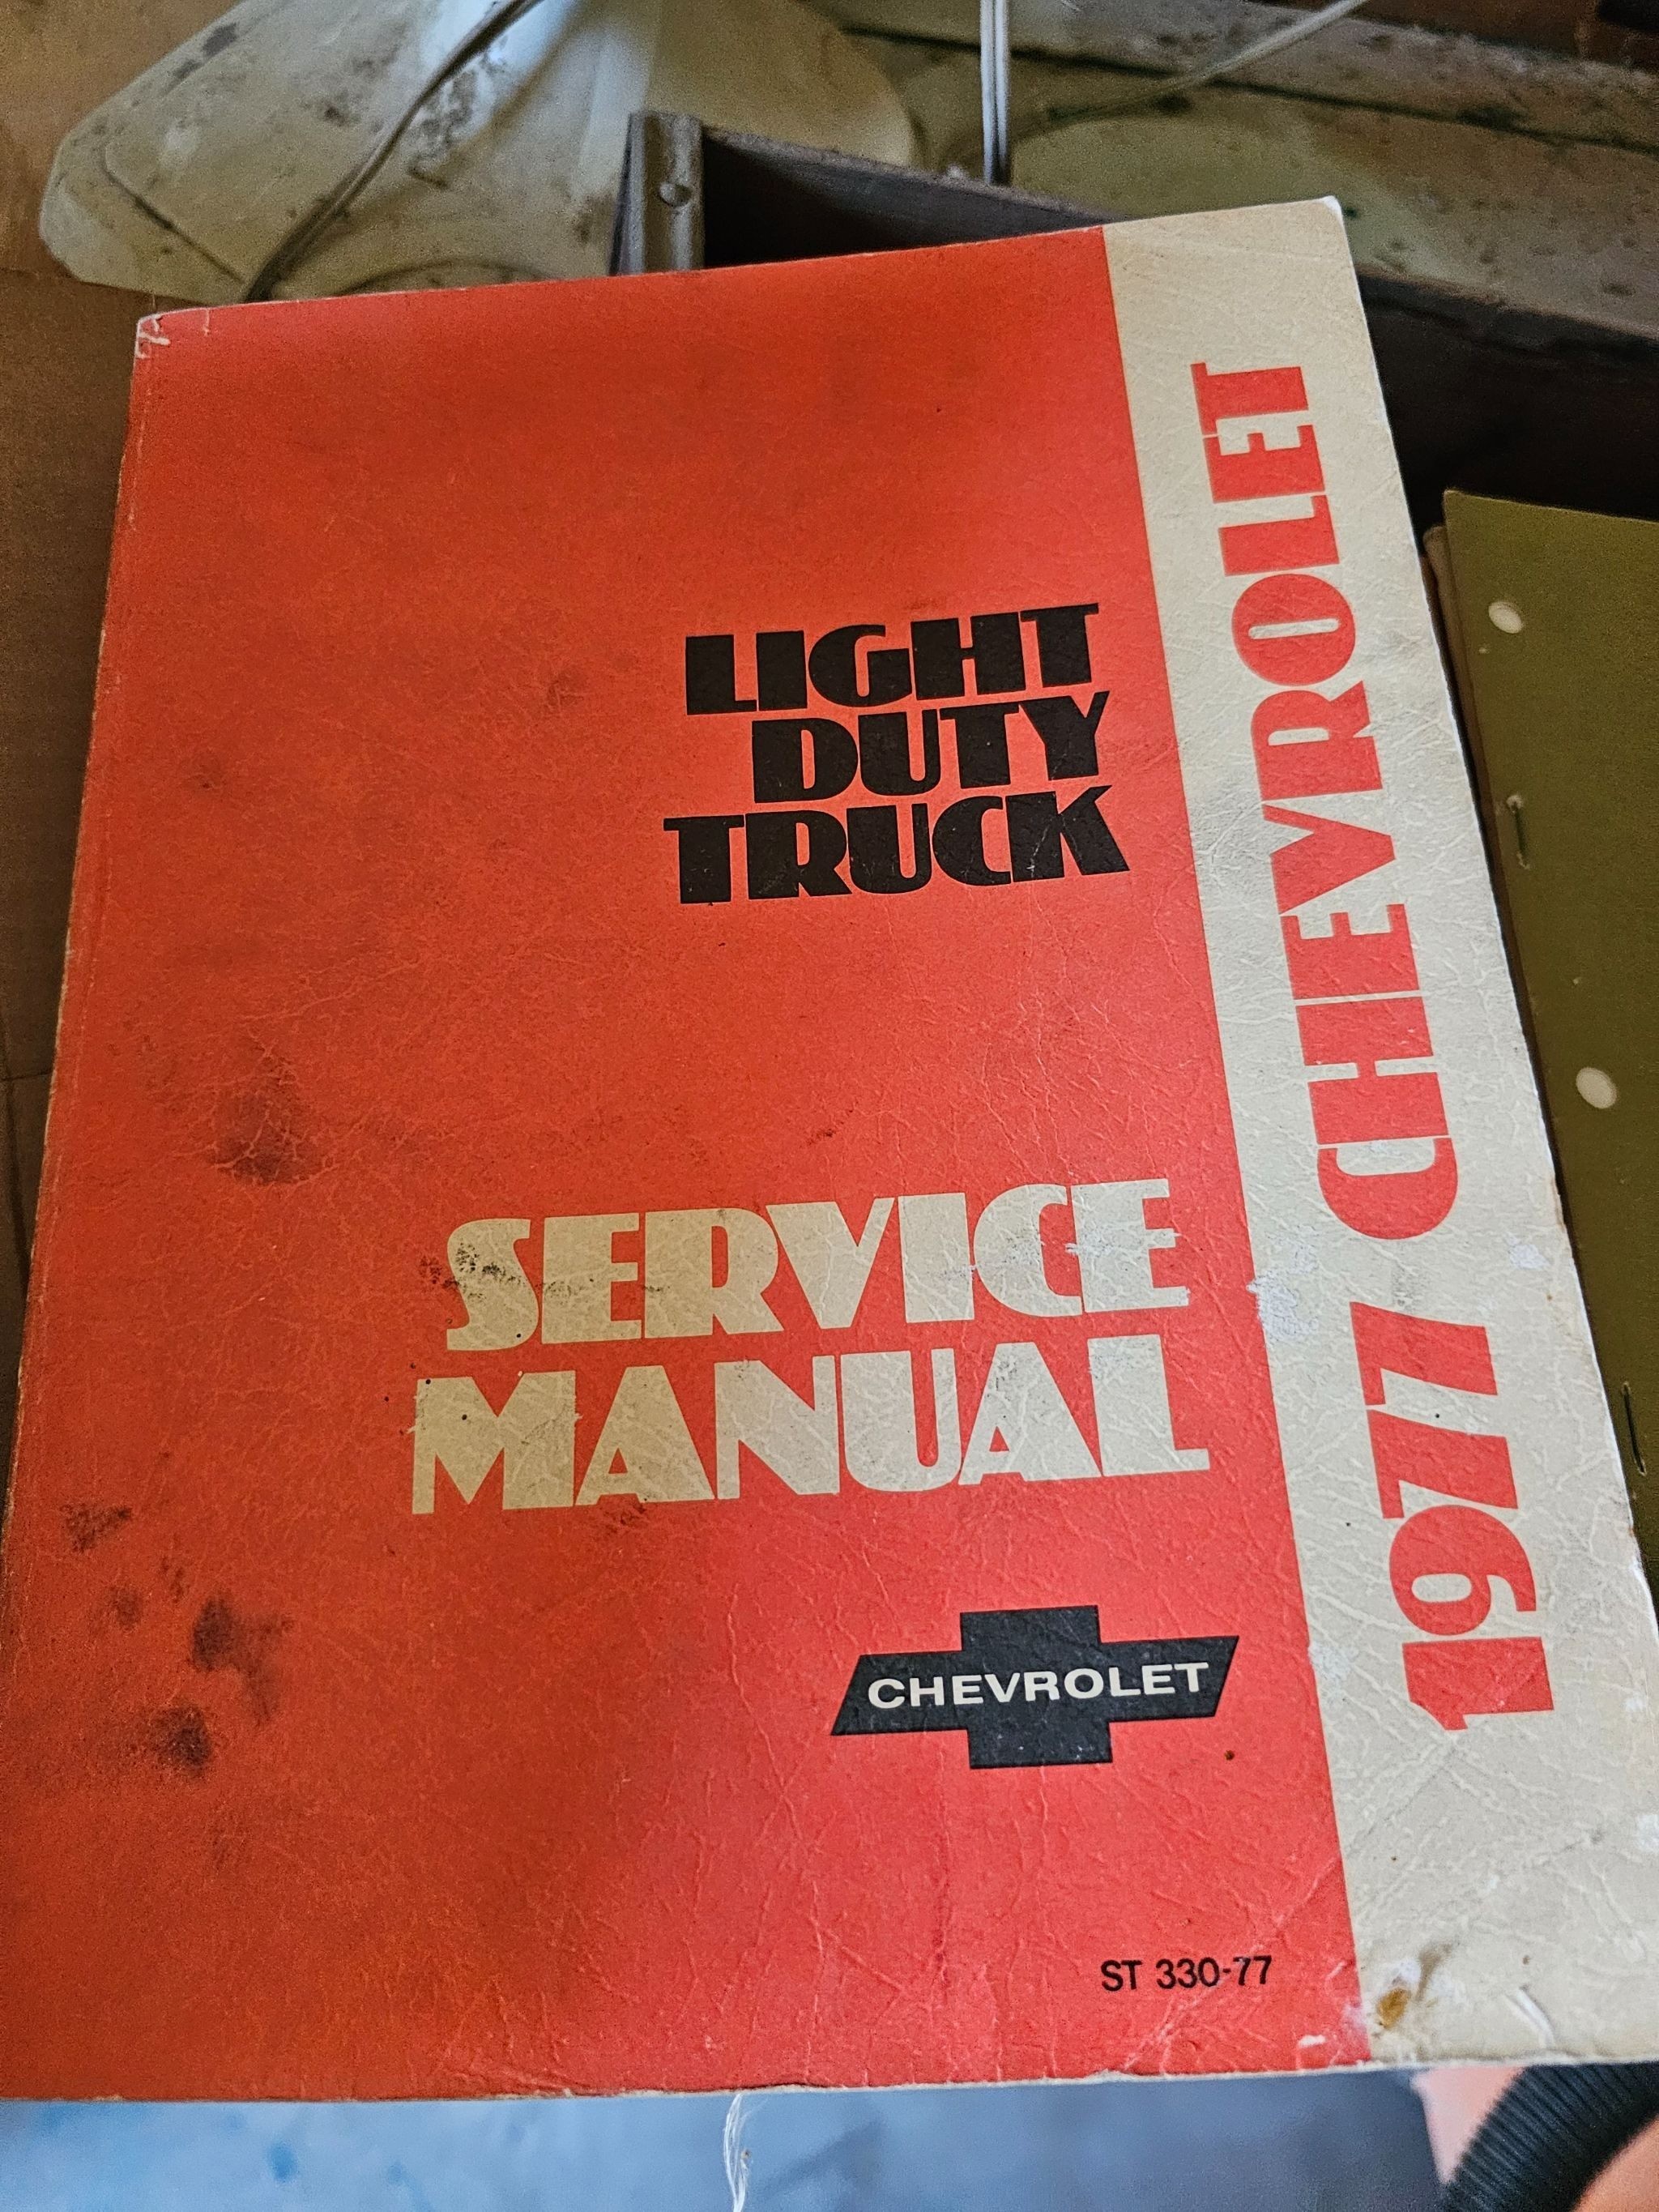 LIGHT
DUTY
TRUCK
SERVICE
MANUAL
CHEVROLET
ST 330-77
1977 CHEVROLET